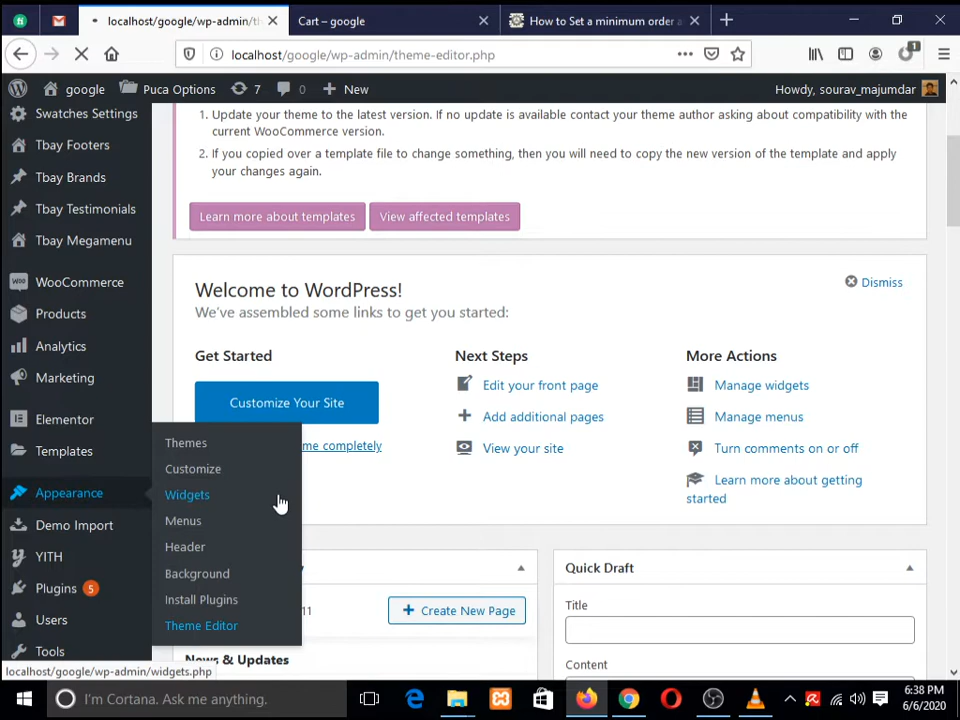 localhost/google/wp-admin/th
Cart – google
How to Set a minimum order a
localhost/google/wp-admin/theme-editor.php
1
google
Puca Options
7
0
New
Howdy, sourav_majumdar
Swatches Settings
Tbay Footers
Tbay Brands
Tbay Testimonials
Tbay Megamenu
WooCommerce
Products
Analytics
Marketing
Elementor
Templates
Appearance
Demo Import
YITH
Plugins 5
Users
Tools
1. Update your theme to the latest version. If no update is available contact your theme author asking about compatibility with the
current WooCommerce version.
2. If you copied over a template file to change something, then you will need to copy the new version of the template and apply
your changes again.
Learn more about templates
View affected templates
Welcome to WordPress!
Dismiss
We've assembled some links to get you started:
Get Started
Customize Your Site
me completely
Next Steps
Edit your front page
Add additional pages
View your site
More Actions
Manage widgets
Manage menus
Turn comments on or off
Learn more about getting
started
Themes
Customize
Widgets
Menus
Header
Background
Install Plugins
Theme Editor
11
Create New Page
News & Updates
Quick Draft
Title
Content
localhost/google/wp-admin/widgets.php
I'm Cortana. Ask me anything.
6:38 PM
6/6/2020